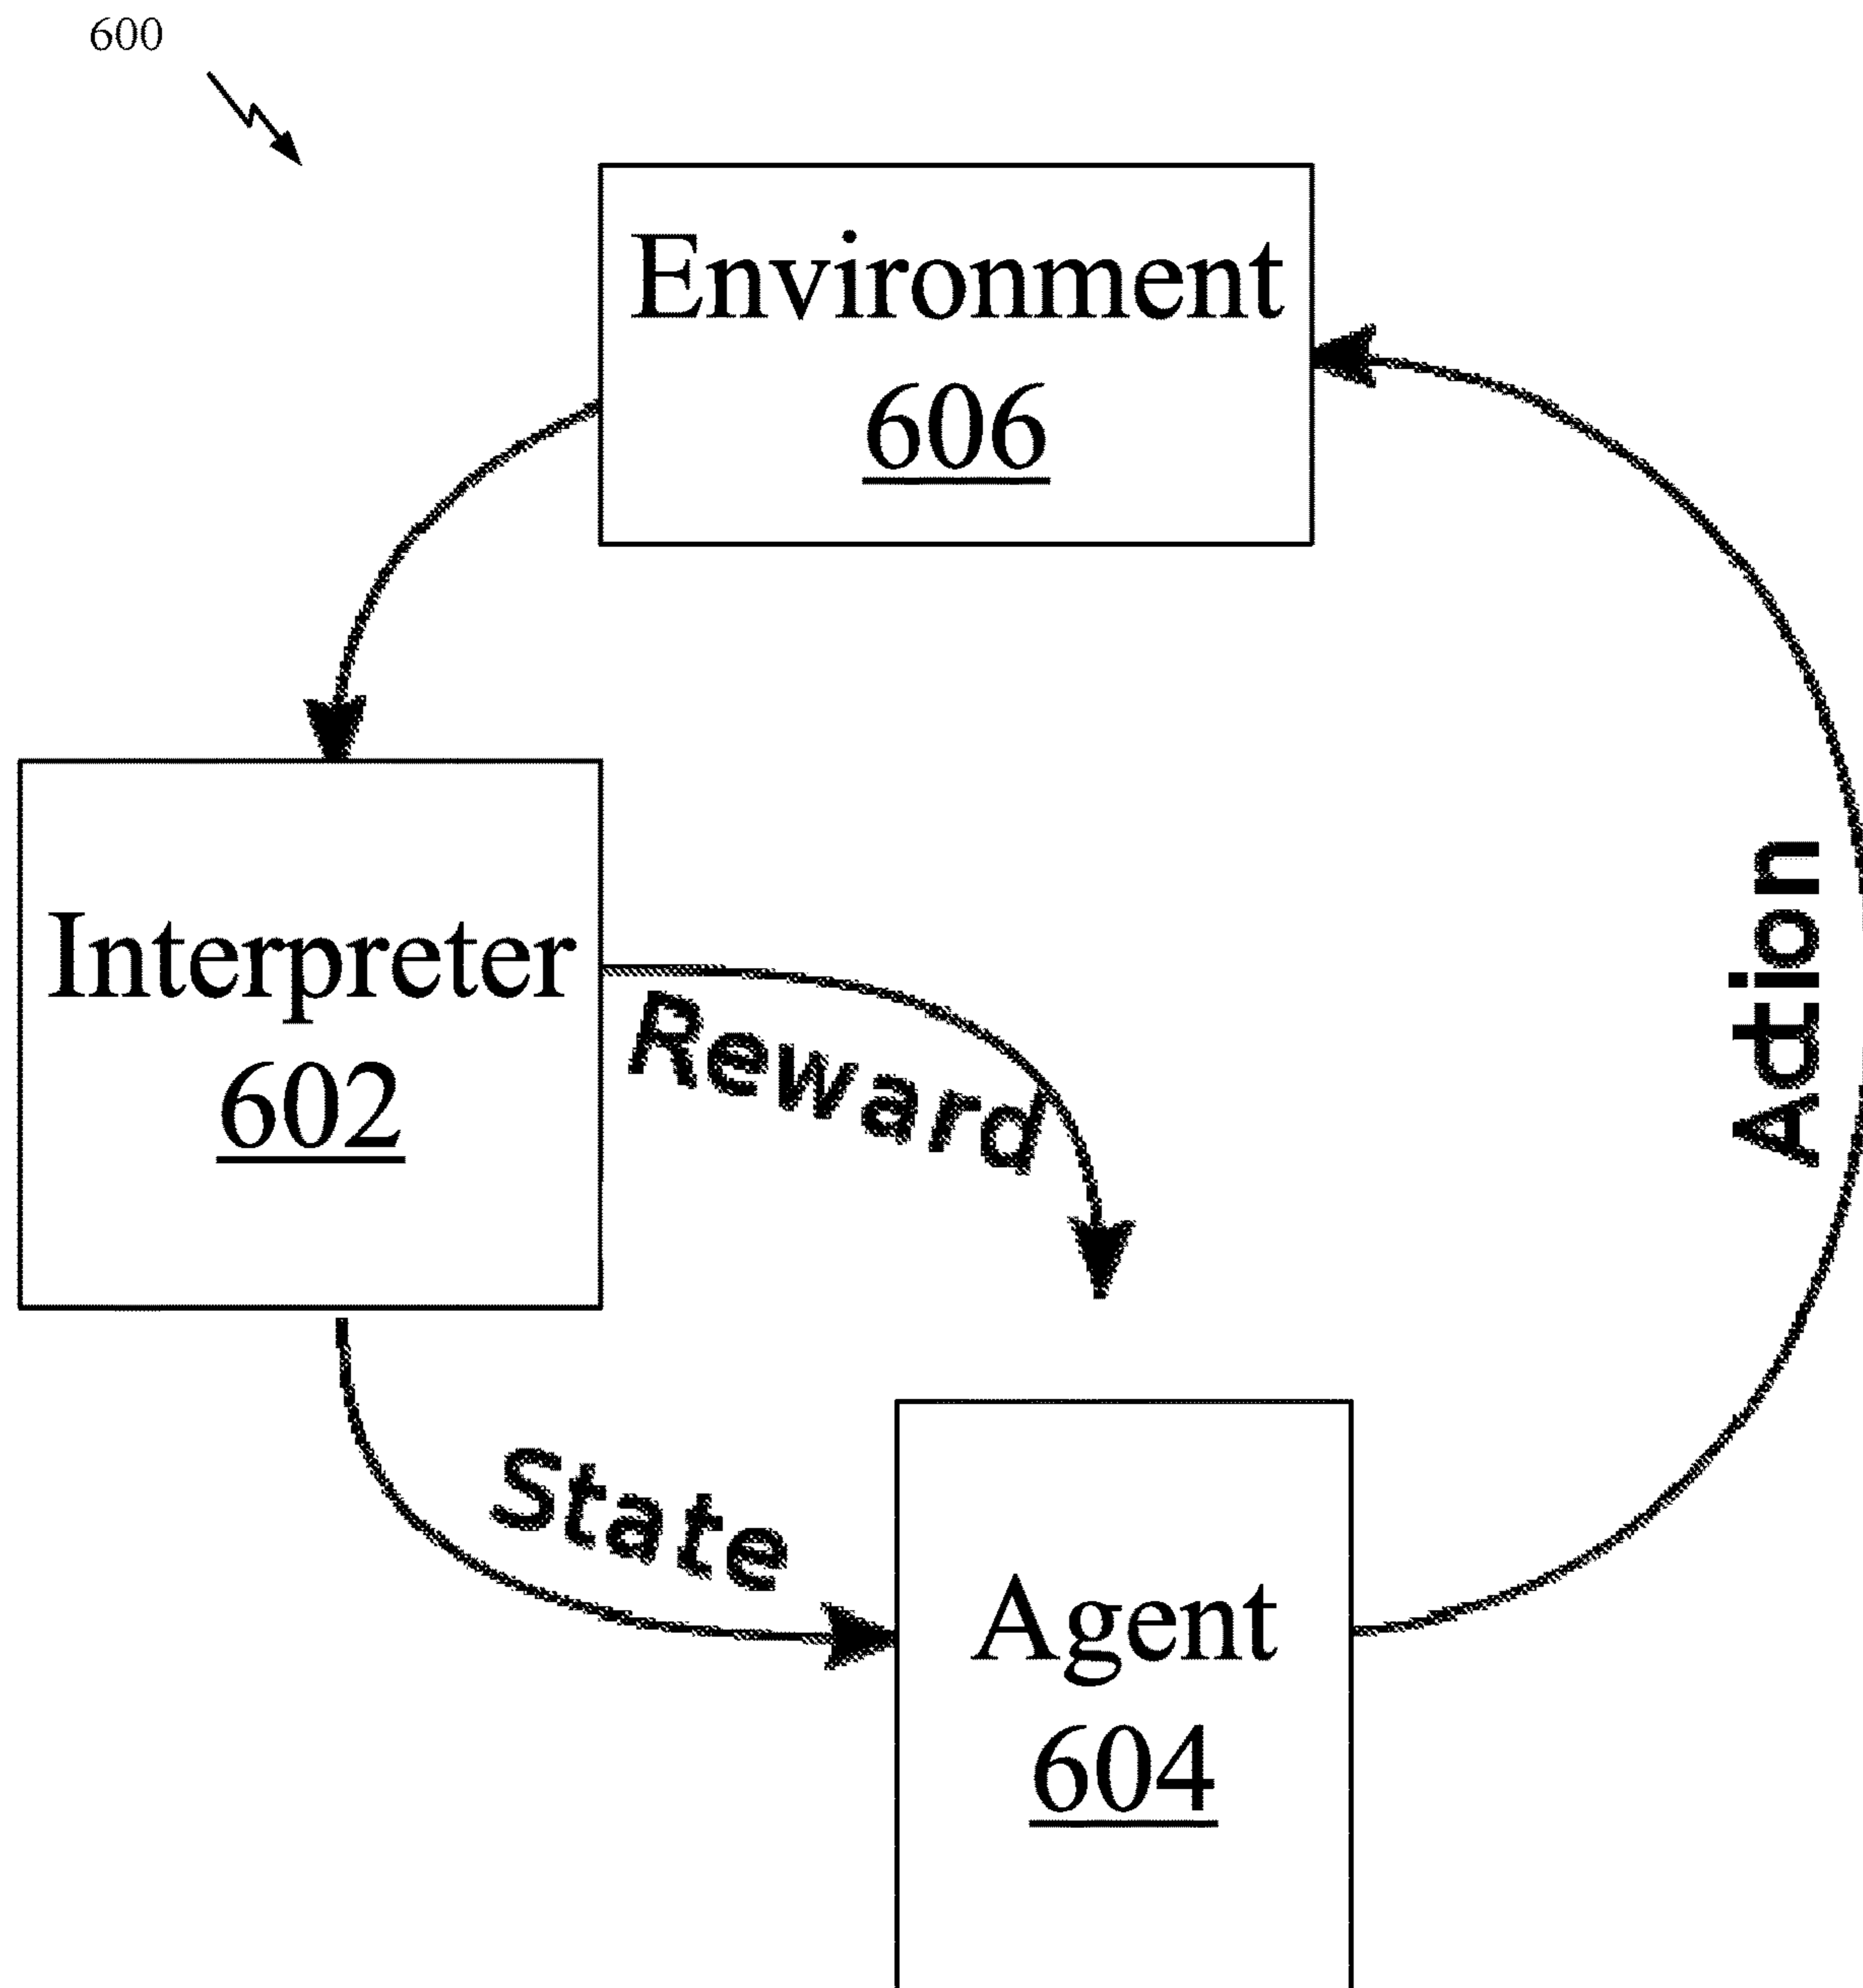 600
Environment
606
Interpreter
602
Reward
Action
State
Agent
604